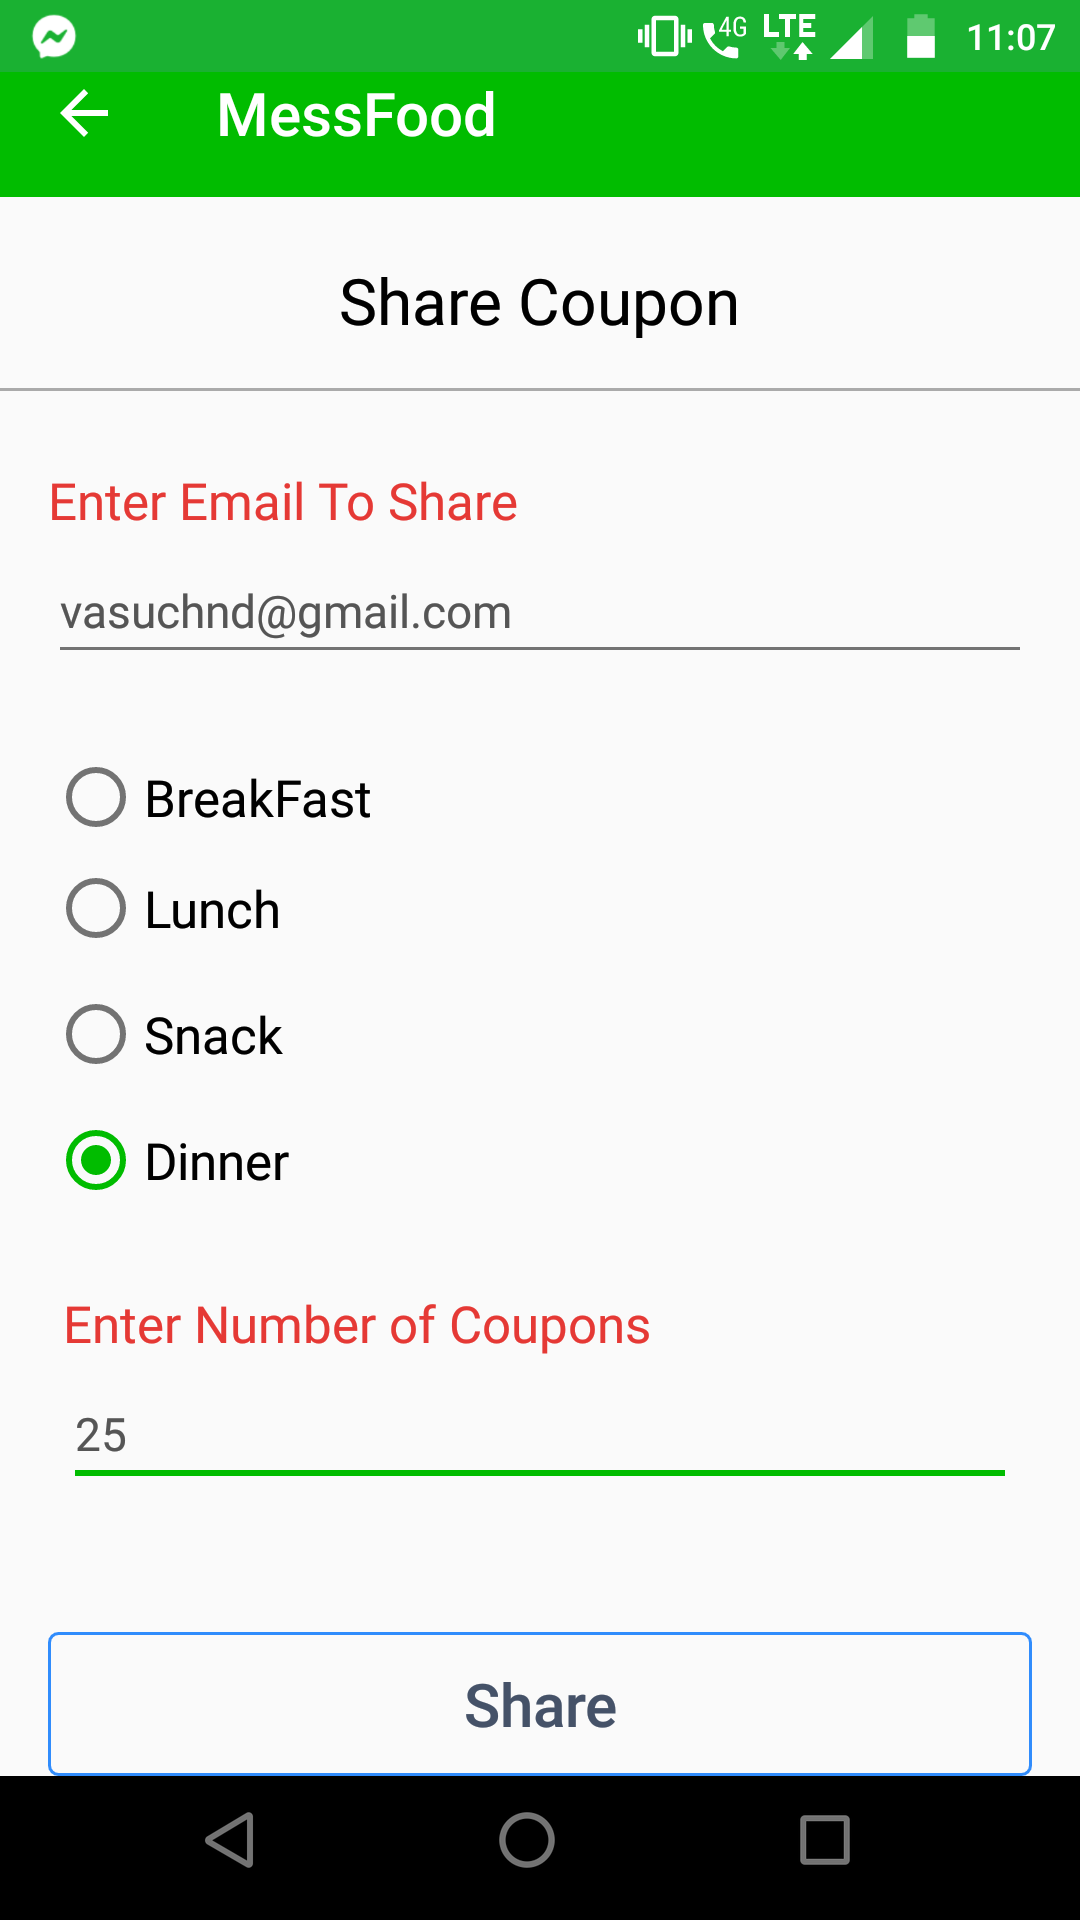 4G LTE 11:07
MessFood
Share Coupon
Enter Email To Share
vasuchnd@gmail.com
BreakFast
Lunch
Snack
Dinner
Enter Number of Coupons
25
Share